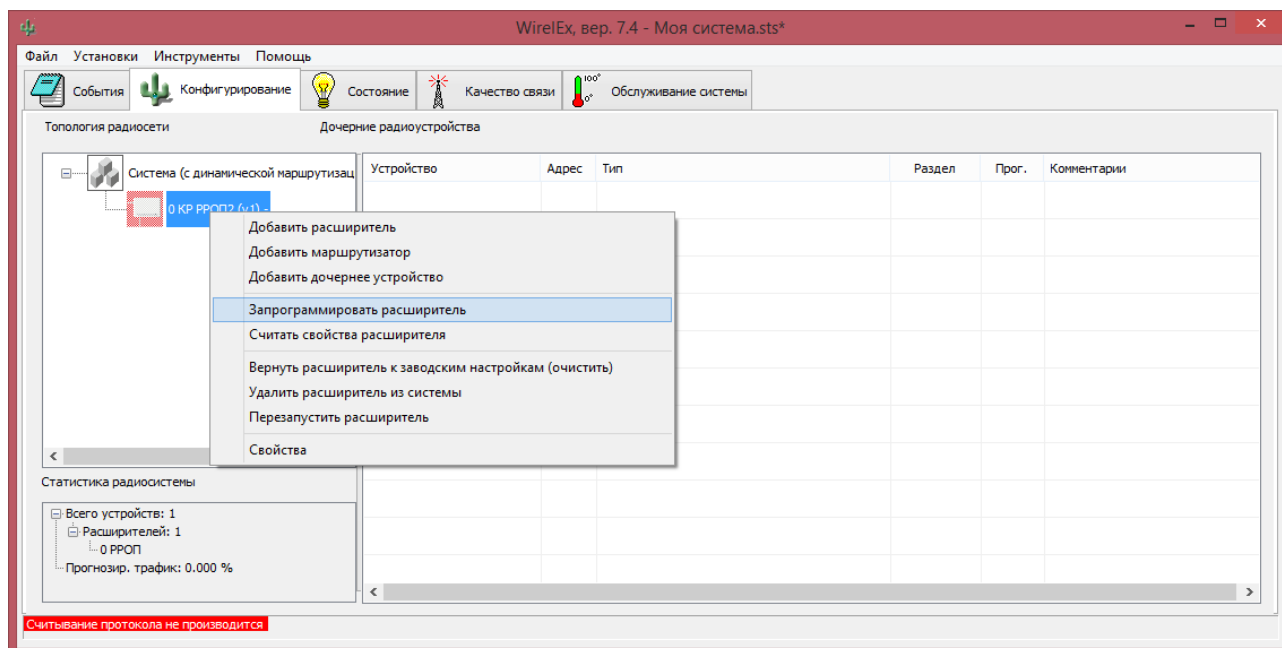 WirelEx, вер. 7.4 - Моя система.sts*
Файл Установки Инструменты Помощь
События Конфигурирование Состояние Качество связи 100° 0° Обслуживание системы
Топология радиосети Дочерние радиоустройства
Система (с динамической маршрутизац Устройство Адрес Тип Раздел Прог. Комментарии
0 КР РРОП2 (v1) -
Добавить расширитель
Добавить маршрутизатор
Добавить дочернее устройство
Запрограммировать расширитель
Считать свойства расширителя
Вернуть расширитель к заводским настройкам (очистить)
Удалить расширитель из системы
Перезапустить расширитель
Свойства
Статистика радиосистемы
Всего устройств: 1
Расширителей: 1
0 РРОП
Прогнозир. трафик: 0.000 %
Считывание протокола не производится